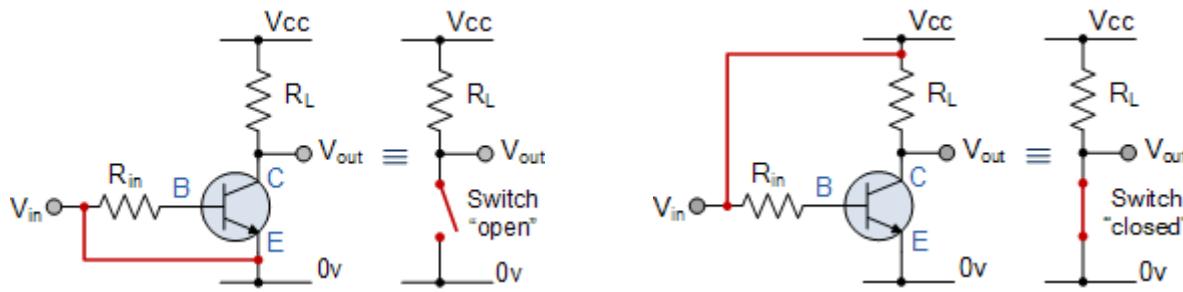 Vcc
Vcc
RL
RL
Vout
≡
Vout
Rin
B
C
Vin
E
Switch
“open”
0v
0v
Vcc
Vcc
RL
RL
Vout
≡
Vout
Rin
B
C
Vin
E
Switch
“closed”
0v
0v